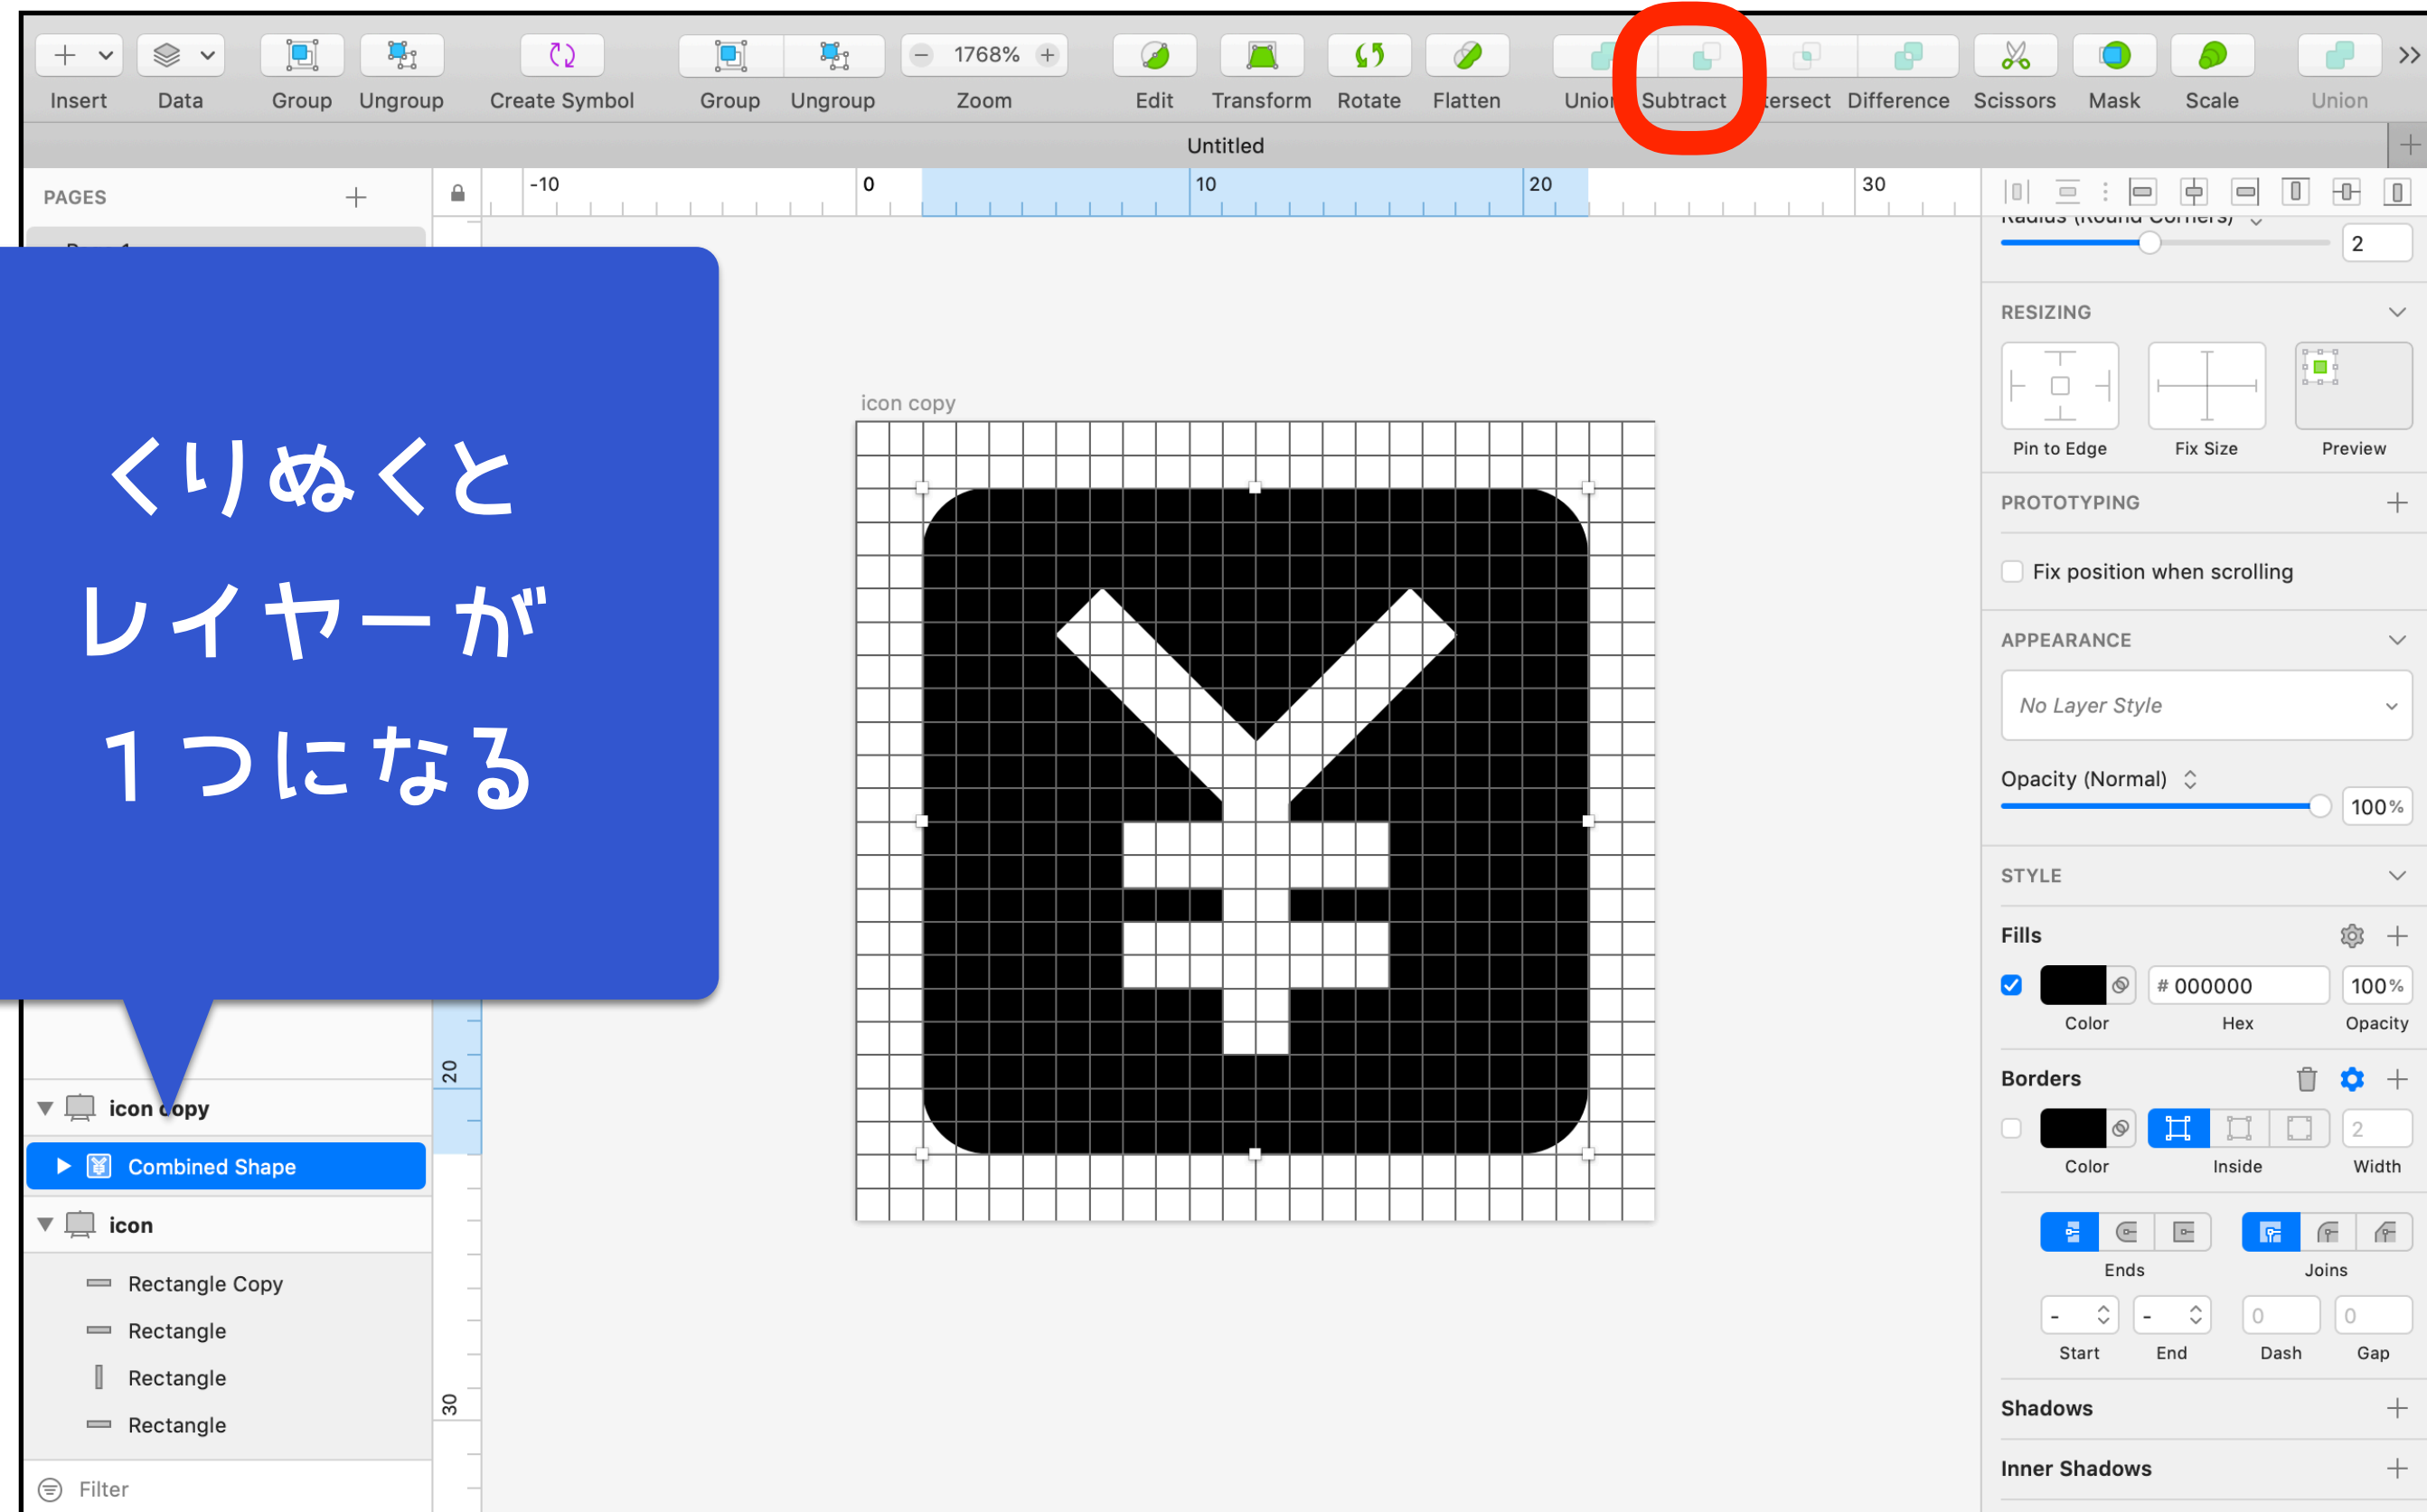 1768%
Insert
Data
Group
Ungroup
Create Symbol
Group
Ungroup
Zoom
Edit
Transform
Rotate
Flatten
Subtract
Difference
Scissors
Mask
Scale
Union
Untitled
PAGES
-10
0
10
20
30
Radius (Round Corners)
2
RESIZING
Pin to Edge
Fix Size
Preview
PROTOTYPING
Fix position when scrolling
APPEARANCE
No Layer Style
Opacity (Normal)
100%
STYLE
Fills
# 000000
100%
Color
Hex
Opacity
Borders
2
Color
Inside
Width
Ends
Joins
-
-
0
0
Start
End
Dash
Gap
Shadows
Inner Shadows
icon copy
¥
くりぬくと
レイヤーが
1つになる
20
30
icon copy
Combined Shape
icon
Rectangle Copy
Rectangle
Rectangle
Rectangle
Filter